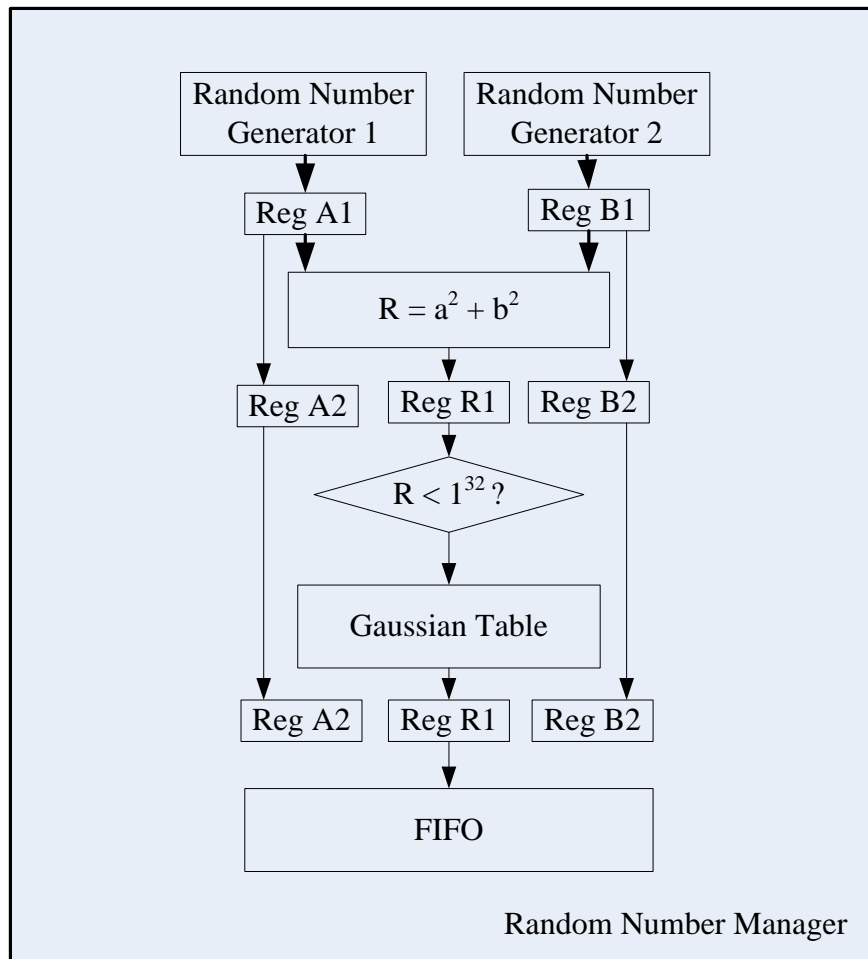 Random Number
Generator 1
Random Number
Generator 2
Reg A1
Reg B1
R = a² + b²
Reg A2
Reg R1
Reg B2
R < 1³² ?
Gaussian Table
Reg A2
Reg R1
Reg B2
FIFO
Random Number Manager